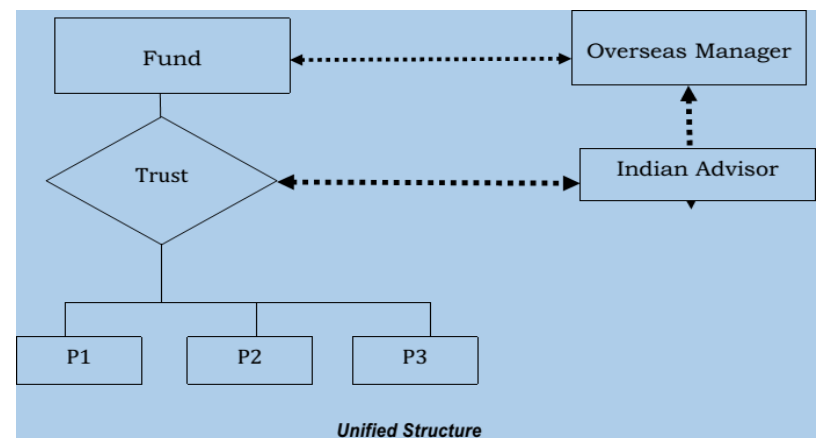 Fund
Overseas Manager
Trust
Indian Advisor
P1
P2
P3
Unified Structure